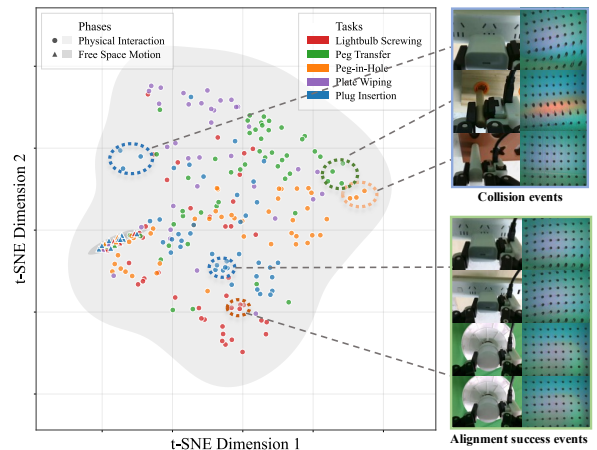 Phases
Physical Interaction
Free Space Motion
Tasks
Lightbulb Screwing
Peg Transfer
Peg-in-Hole
Plate Wiping
Plug Insertion
t-SNE Dimension 2
t-SNE Dimension 1
Collision events
Alignment success events